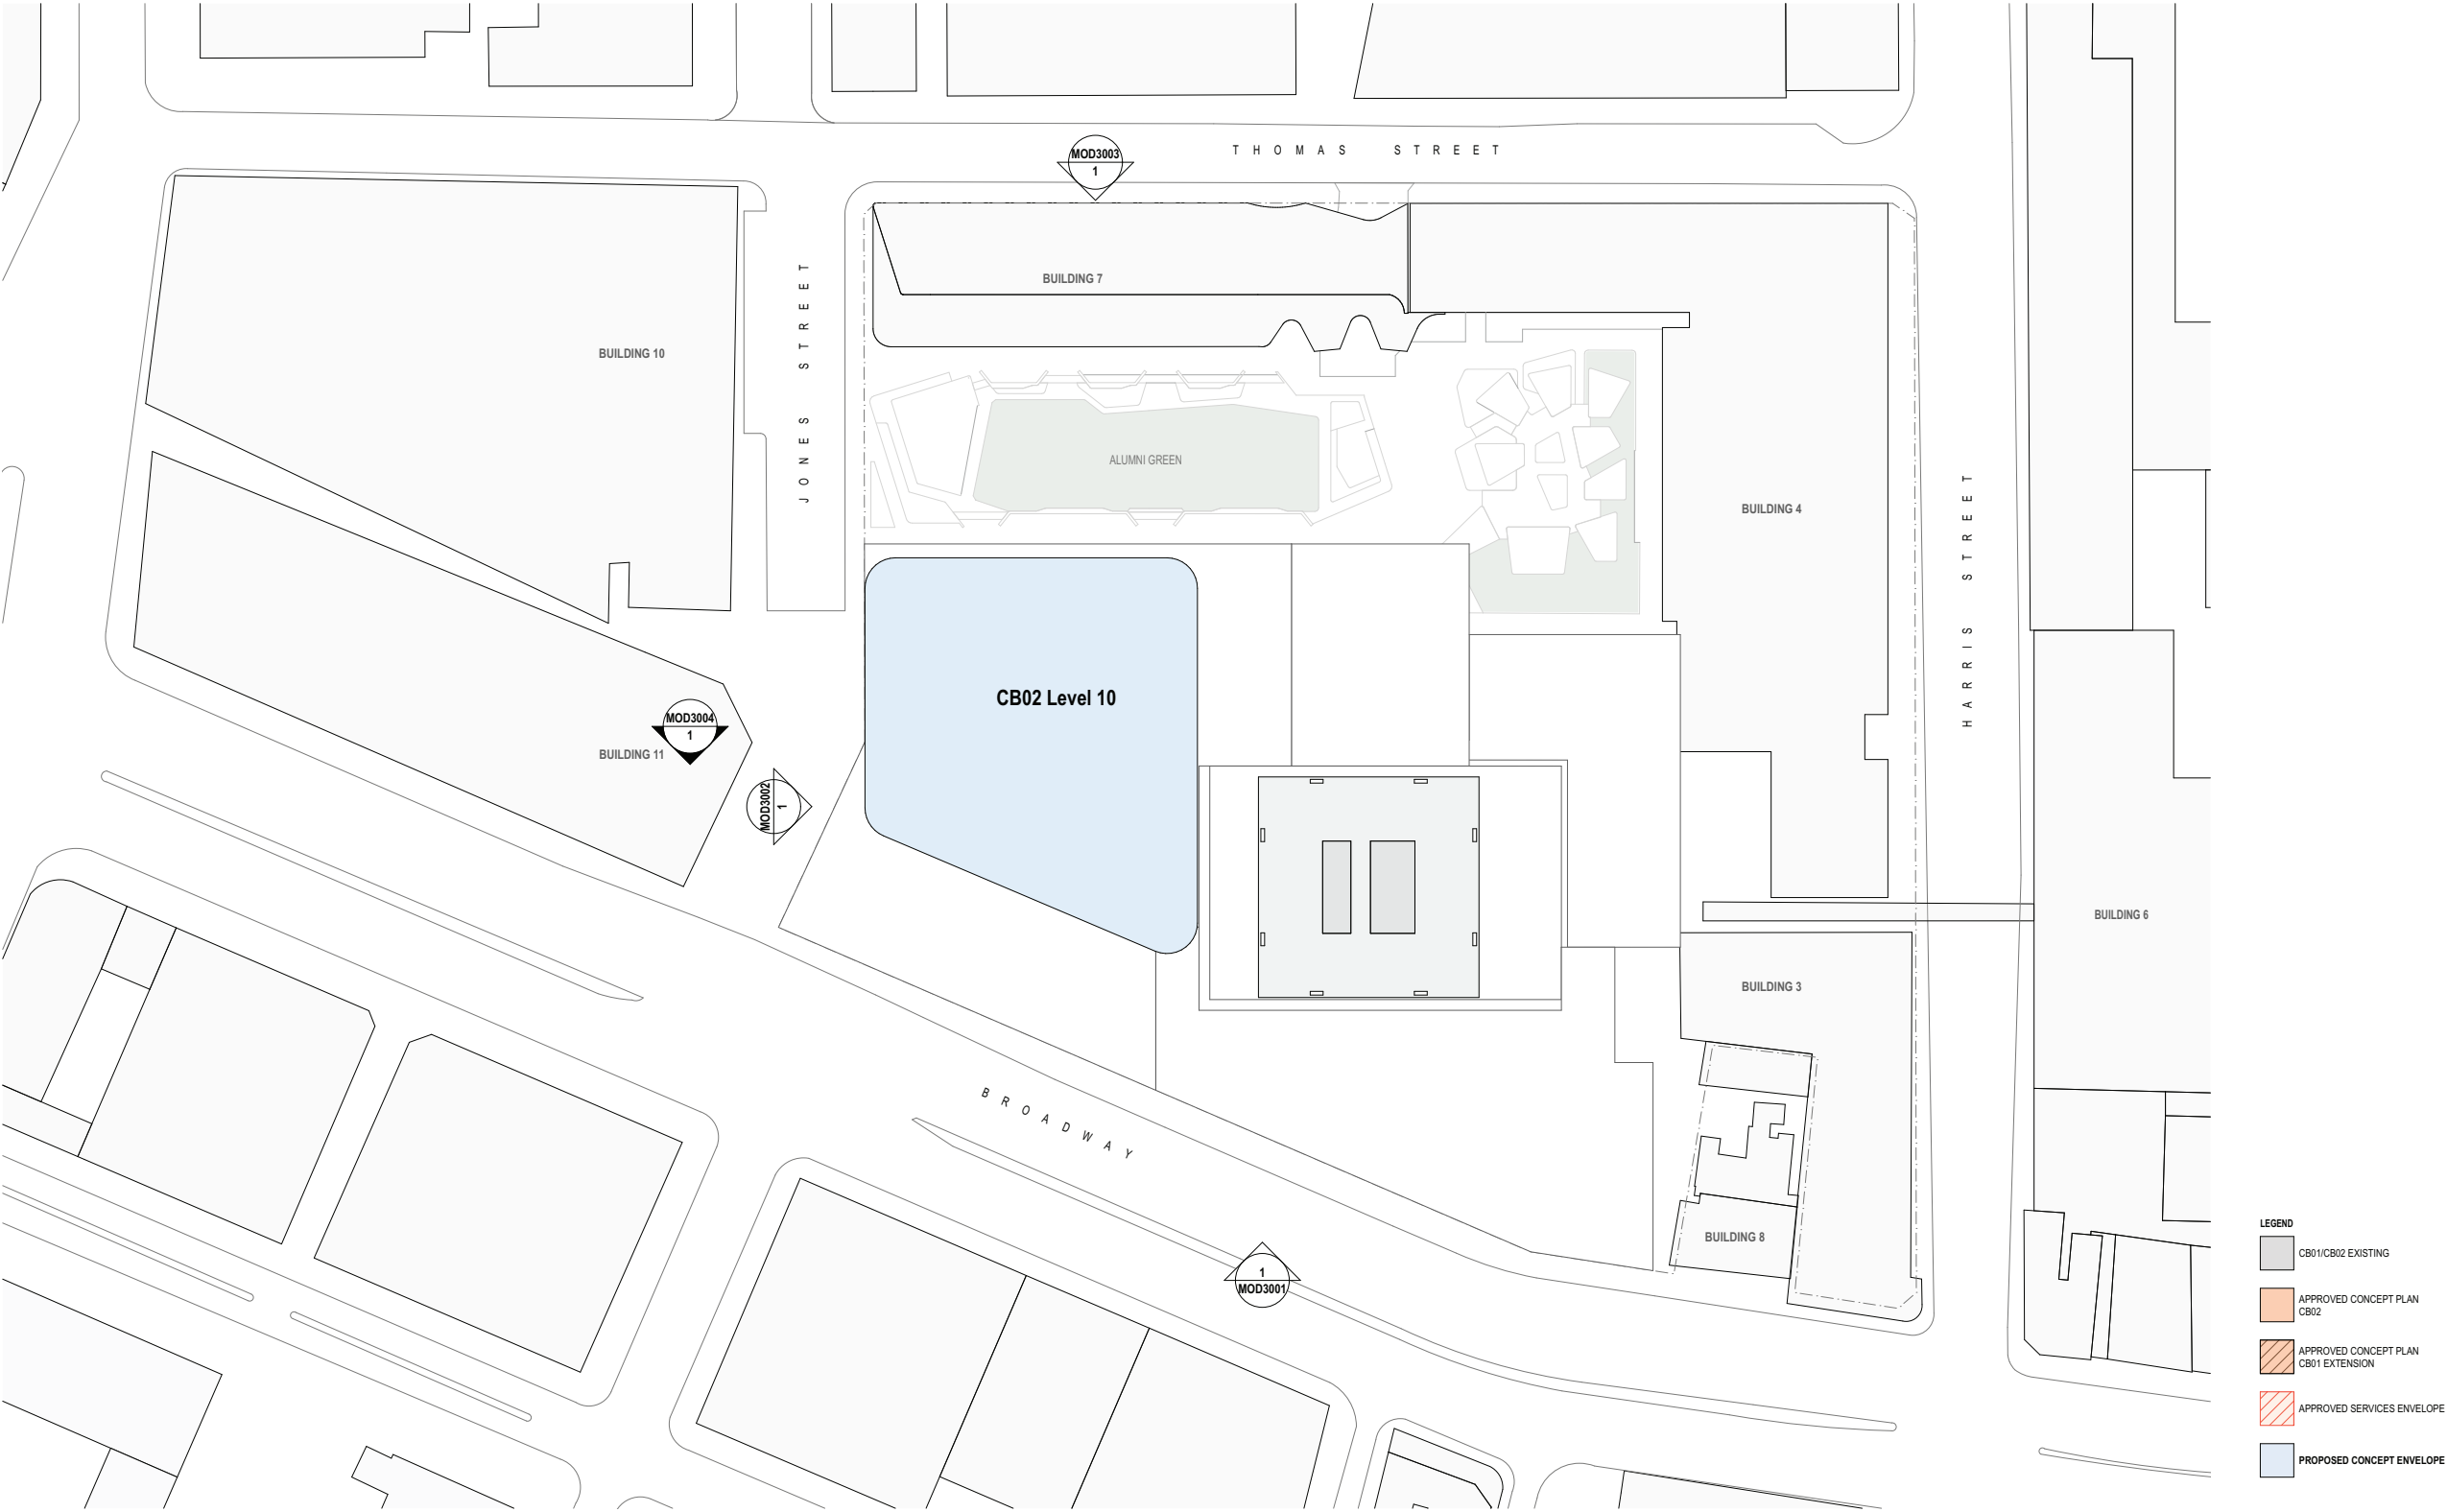 THOMAS STREET
MOD3003
1
BUILDING 7
JONES STREET
BUILDING 10
ALUMNI GREEN
BUILDING 4
HARRIS STREET
CB02 Level 10
MOD3004
1
BUILDING 11
MOD3002
1
BUILDING 6
BUILDING 3
BROADWAY
BUILDING 8
1
MOD3001
LEGEND
CB01/CB02 EXISTING
APPROVED CONCEPT PLAN
CB02
APPROVED CONCEPT PLAN
CB01 EXTENSION
APPROVED SERVICES ENVELOPE
PROPOSED CONCEPT ENVELOPE